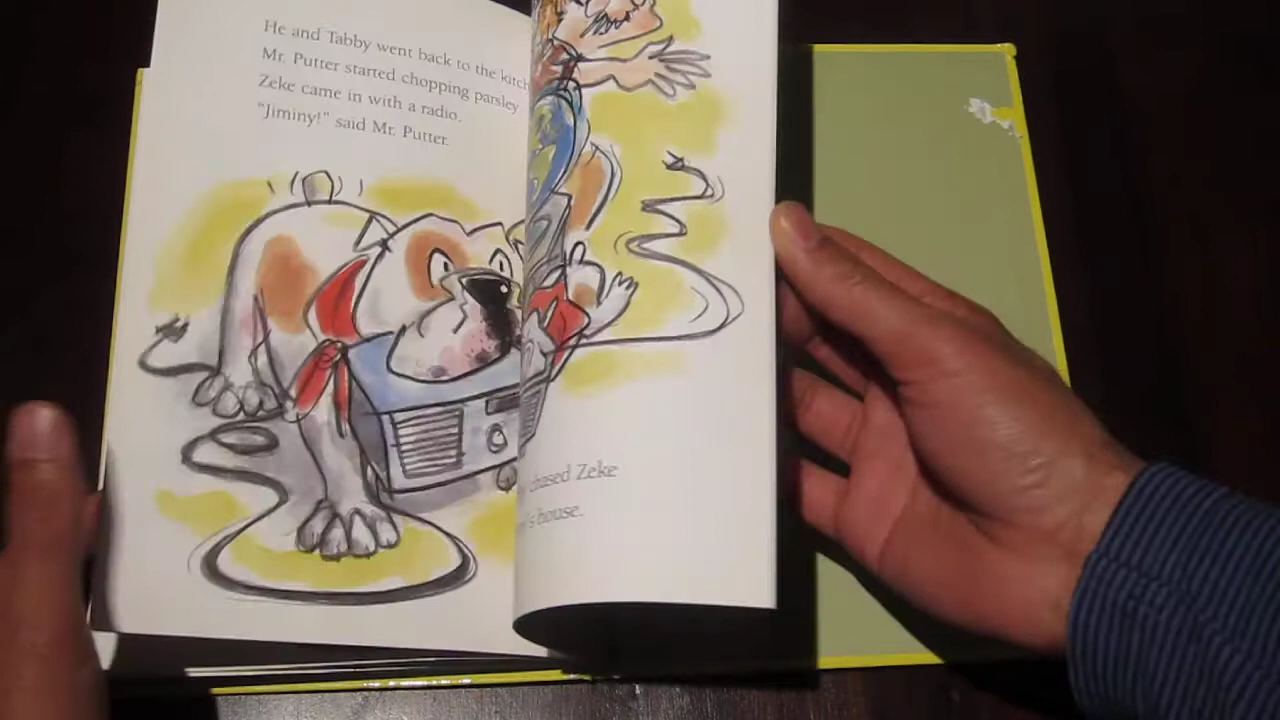 He and Tabby went back to the kitch
Mr. Putter started chopping parsley
Zeke came in with a radio.
"Jiminy!" said Mr. Putter.
chased Zeke
's house.